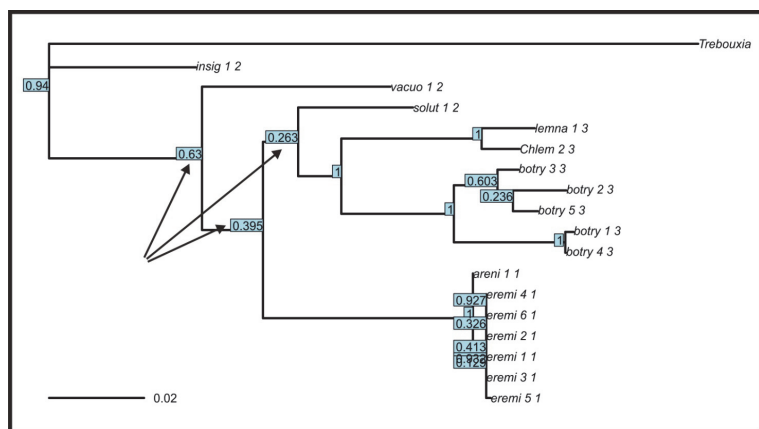 Trebouxia
insig 1 2
0.94
vacuo 1 2
solut 1 2
lemna 1 3
0.263
1
Chlem 2 3
0.63
botry 3 3
1
0.603
botry 2 3
0.236
botry 5 3
1
0.395
botry 1 3
1
botry 4 3
areni 1 1
0.927
eremi 4 1
1
eremi 6 1
0.326
eremi 2 1
0.413
eremi 1 1
0.129
eremi 3 1
0.02
eremi 5 1